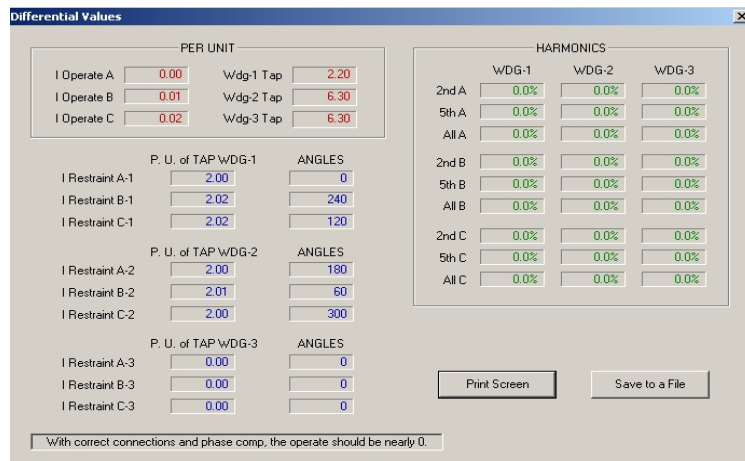 Differential Values
PER UNIT
I Operate A 0.00 Wdg-1 Tap 2.20
I Operate B 0.01 Wdg-2 Tap 6.30
I Operate C 0.02 Wdg-3 Tap 6.30
P. U. of TAP WDG-1 ANGLES
I Restraint A-1 2.00 0
I Restraint B-1 2.02 240
I Restraint C-1 2.02 120
P. U. of TAP WDG-2 ANGLES
I Restraint A-2 2.00 180
I Restraint B-2 2.01 60
I Restraint C-2 2.00 300
P. U. of TAP WDG-3 ANGLES
I Restraint A-3 0.00 0
I Restraint B-3 0.00 0
I Restraint C-3 0.00 0
HARMONICS
WDG-1 WDG-2 WDG-3
2nd A 0.0% 0.0% 0.0%
5th A 0.0% 0.0% 0.0%
All A 0.0% 0.0% 0.0%
2nd B 0.0% 0.0% 0.0%
5th B 0.0% 0.0% 0.0%
All B 0.0% 0.0% 0.0%
2nd C 0.0% 0.0% 0.0%
5th C 0.0% 0.0% 0.0%
All C 0.0% 0.0% 0.0%
Print Screen Save to a File
With correct connections and phase comp, the operate should be nearly 0.